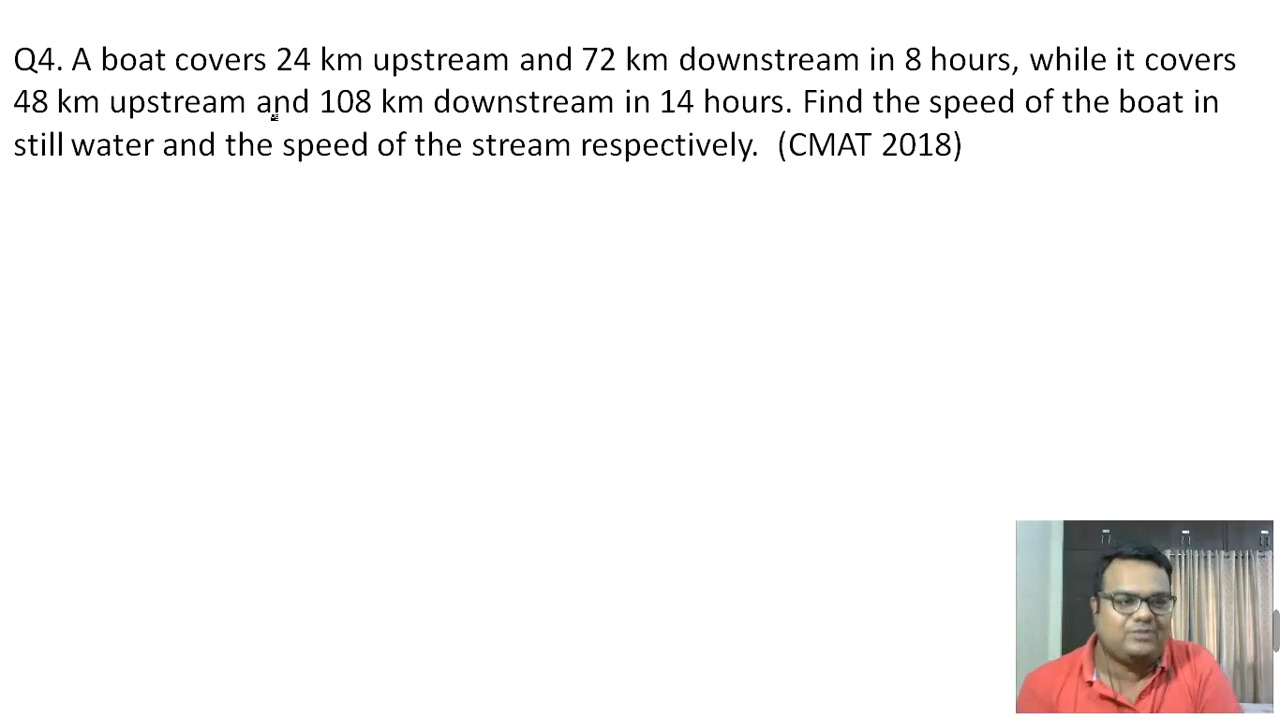 Q4. A boat covers 24 km upstream and 72 km downstream in 8 hours, while it covers
48 km upstream and 108 km downstream in 14 hours. Find the speed of the boat in
still water and the speed of the stream respectively. (CMAT 2018)